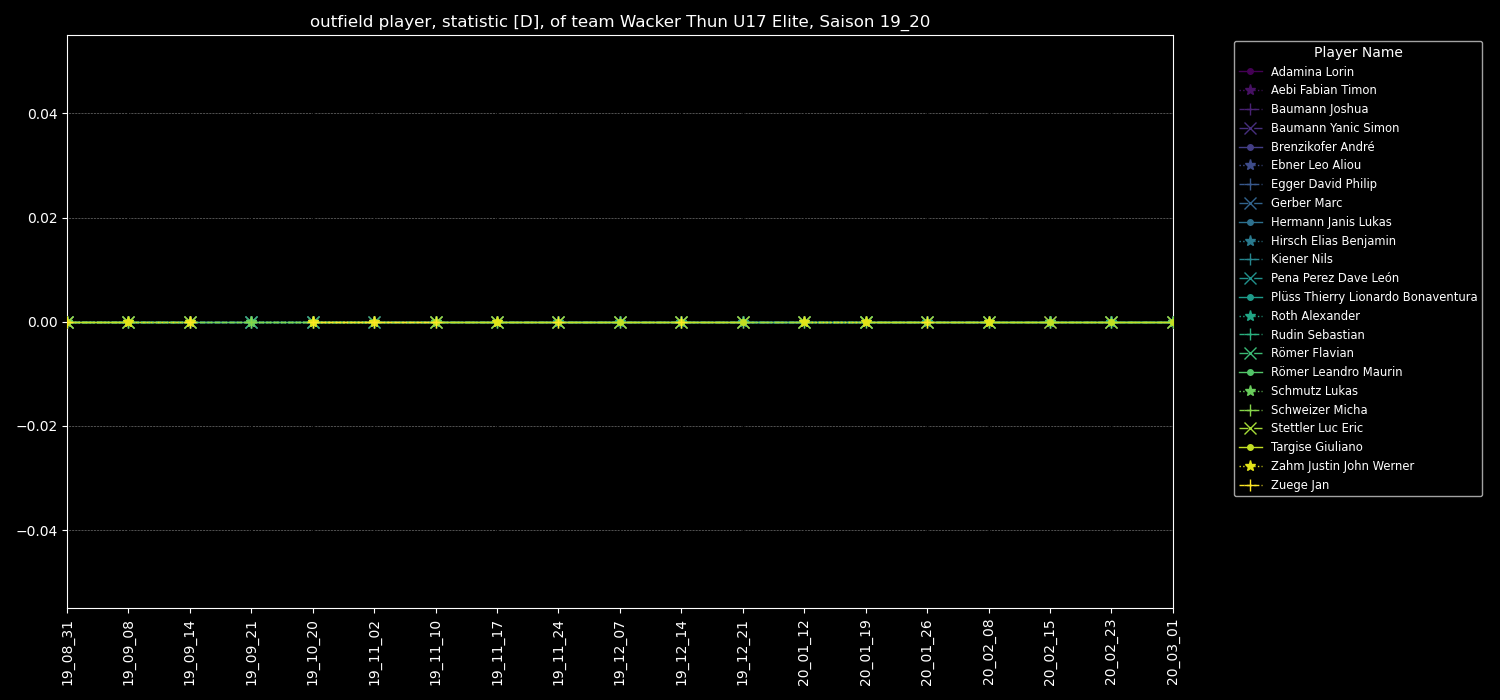 outfield player, statistic [D], of team Wacker Thun U17 Elite, Saison 19_20
0.04
0.02
0.00
−0.02
−0.04
19_08_31
19_09_08
19_09_14
19_09_21
19_10_20
19_11_02
19_11_10
19_11_17
19_11_24
19_12_07
19_12_14
19_12_21
20_01_12
20_01_19
20_01_26
20_02_08
20_02_15
20_02_23
20_03_01
Player Name
Adamina Lorin
Aebi Fabian Timon
Baumann Joshua
Baumann Yanic Simon
Brenzikofer André
Ebner Leo Aliou
Egger David Philip
Gerber Marc
Hermann Janis Lukas
Hirsch Elias Benjamin
Kiener Nils
Pena Perez Dave León
Plüss Thierry Lionardo Bonaventura
Roth Alexander
Rudin Sebastian
Römer Flavian
Römer Leandro Maurin
Schmutz Lukas
Schweizer Micha
Stettler Luc Eric
Targise Giuliano
Zahm Justin John Werner
Zuege Jan